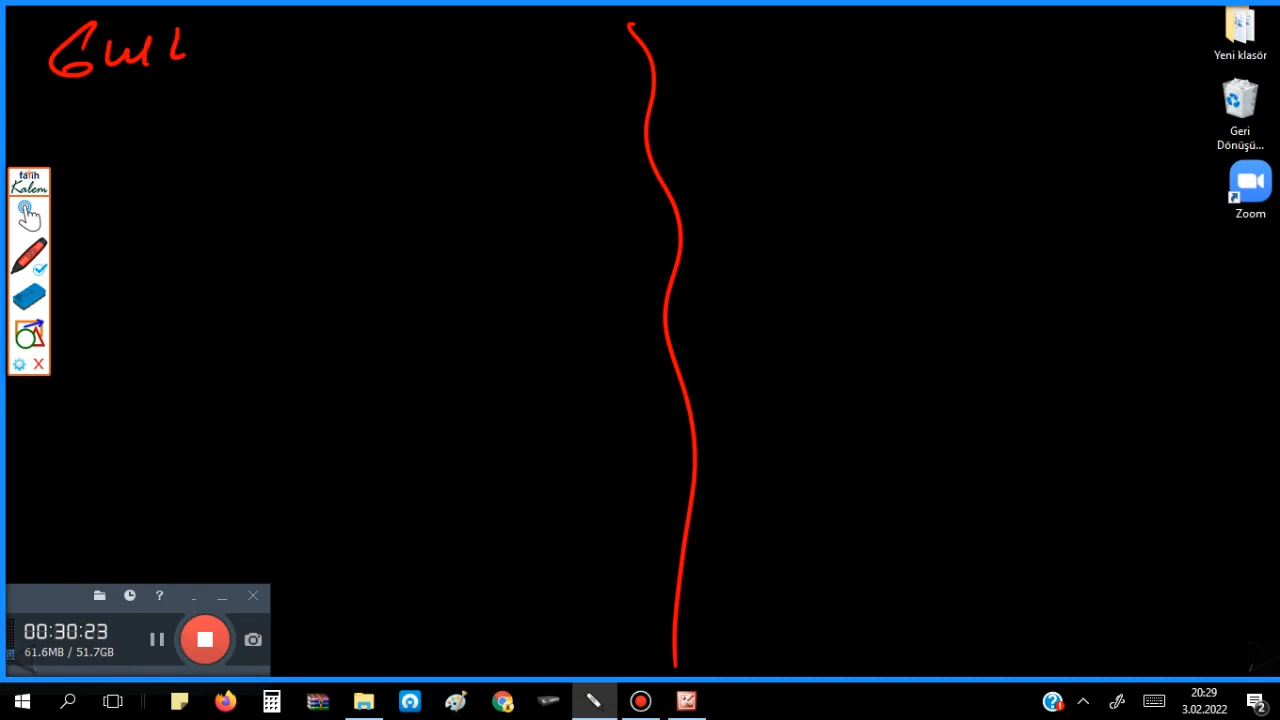 Yeni klasör
Geri
Dönüşü...
Zoom
fatih
Kalem
00:30:23
61.6MB / 51.7GB
20:29
3.02.2022
2